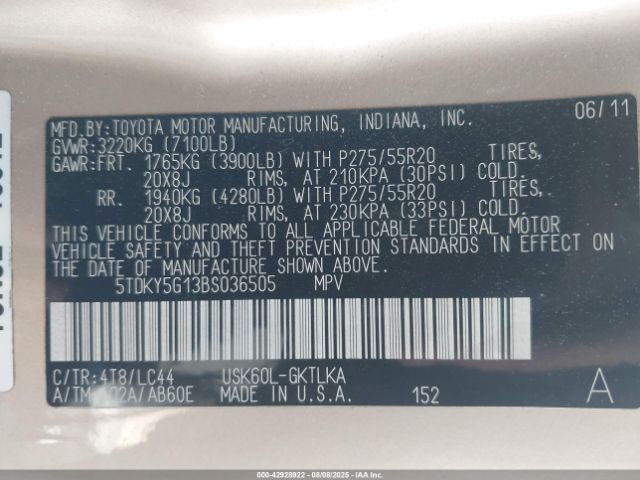 MFD.BY:TOYOTA MOTOR MANUFACTURING, INDIANA, INC. 06/11
GVWR:3220KG (7100LB)
GAWR:FRT. 1765KG (3900LB) WITH P275/55R20 TIRES,
20X8J RIMS, AT 210KPA (30PSI) COLD.
RR. 1940KG (4280LB) WITH P275/55R20 TIRES,
20X8J RIMS, AT 230KPA (33PSI) COLD.
THIS VEHICLE CONFORMS TO ALL APPLICABLE FEDERAL MOTOR
VEHICLE SAFETY AND THEFT PREVENTION STANDARDS IN EFFECT ON
THE DATE OF MANUFACTURE SHOWN ABOVE.
5TDKY5G13BS036505 MPV
C/TR:4T8/LC44 USK60L-GKTLKA
A/TM: 02A/AB60E MADE IN U.S.A. 152 A
000-42928922 - 08/08/2025 - IAAI, Inc.